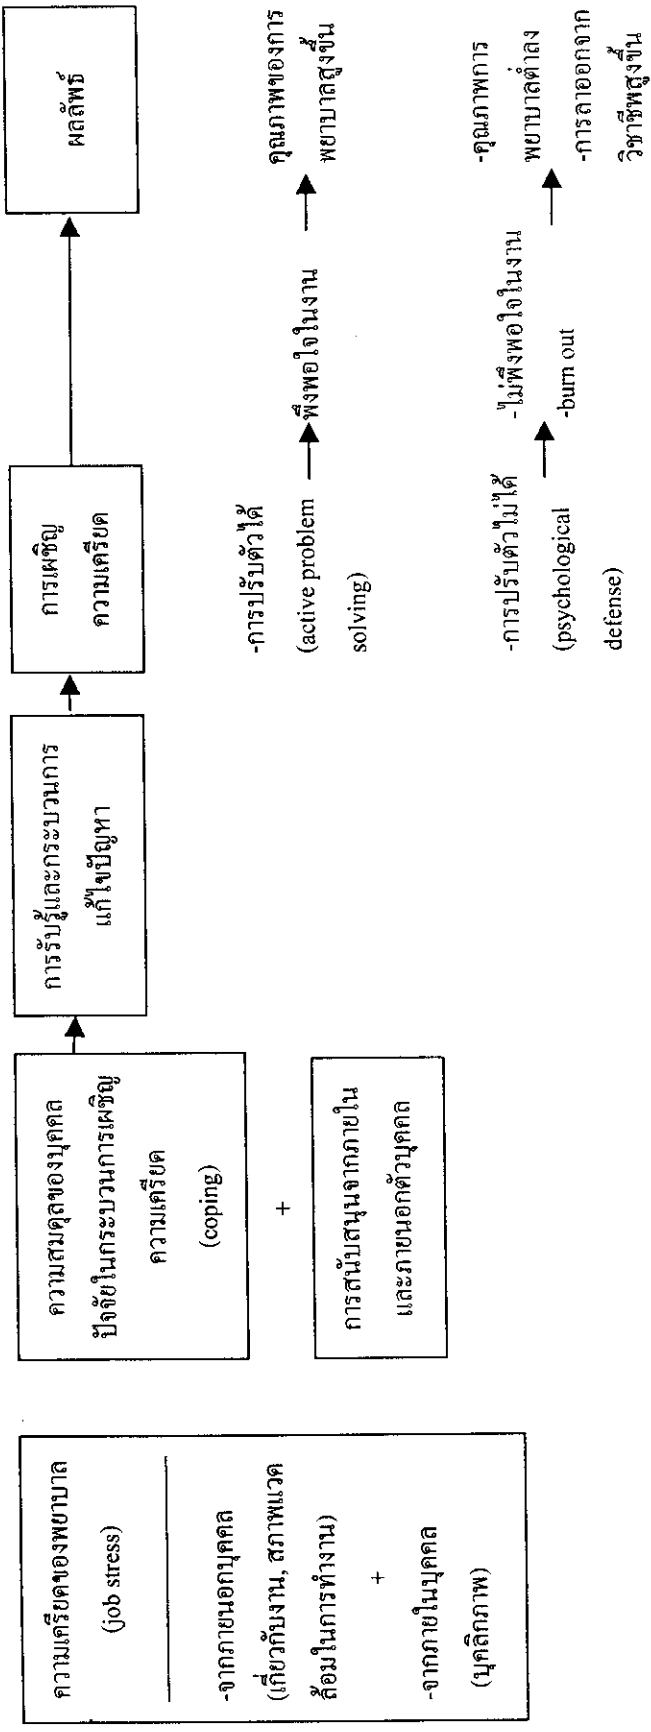 ความเครียดของพยาบาล
(job stress)
-จากภายนอกบุคคล
(เกี่ยวกับงาน, สภาพแวด
ล้อมในการทำงาน)
+
-จากภายในบุคคล
(บุคลิกภาพ)
ความสมดุลของบุคคล
ปัจจัยในกระบวนการเผชิญ
ความเครียด
(coping)
+
การสนับสนุนจากภายใน
และภายนอกตัวบุคคล
การรับรู้และกระบวนการ
แก้ไขปัญหา
การเผชิญ
ความเครียด
ผลลัพธ์
-การปรับตัวได้
(active problem
solving)
พึงพอใจในงาน
คุณภาพของการ
พยาบาลสูงขึ้น
-การปรับตัวไม่ได้
(psychological
defense)
-ไม่พึงพอใจในงาน
-burn out
-คุณภาพการ
พยาบาลต่ำลง
-การลาออกจาก
วิชาชีพสูงขึ้น